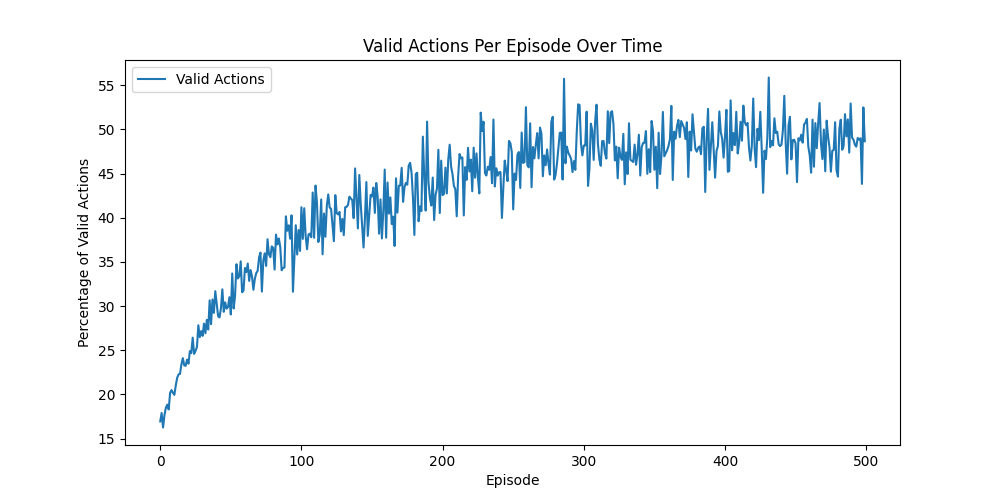 Valid Actions Per Episode Over Time
Valid Actions
Percentage of Valid Actions
55
50
45
40
35
30
25
20
15
0 100 200 300 400 500
Episode